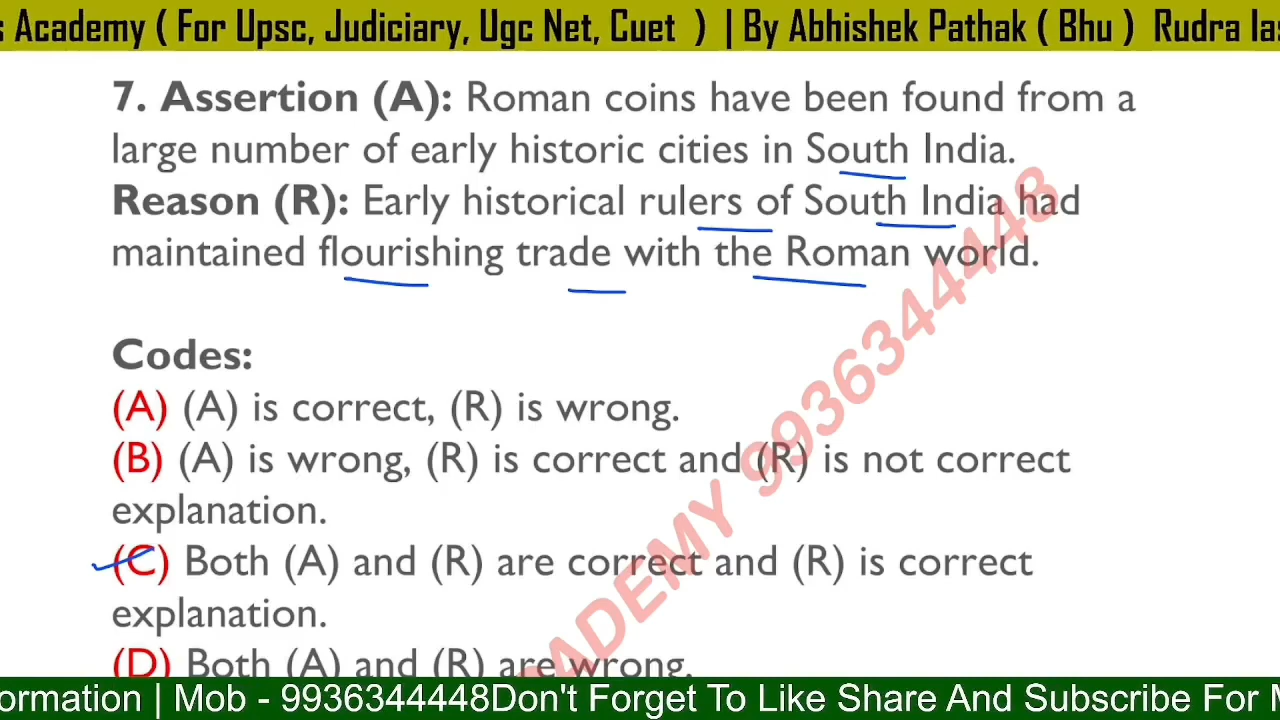 s Academy ( For Upsc, Judiciary, Ugc Net, Cuet ) | By Abhishek Pathak ( Bhu ) Rudra Ias
7. Assertion (A): Roman coins have been found from a
large number of early historic cities in South India.
Reason (R): Early historical rulers of South India had
maintained flourishing trade with the Roman world.
Codes:
(A) (A) is correct, (R) is wrong.
(B) (A) is wrong, (R) is correct and (R) is not correct
explanation.
(C) Both (A) and (R) are correct and (R) is correct
explanation.
(D) Both (A) and (R) are wrong.
ADEMY 9936344448
formation | Mob - 9936344448Don't Forget To Like Share And Subscribe For M